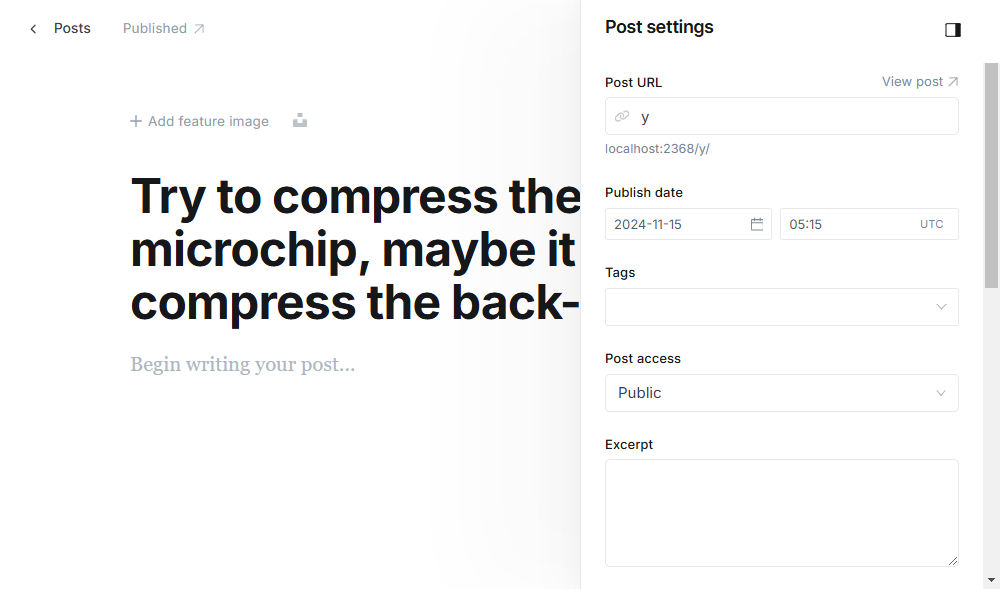 Posts
Published
Post settings
Add feature image
Try to compress the
microchip, maybe it
compress the back-
Begin writing your post...
Post URL
View post
y
localhost:2368/y/
Publish date
2024-11-15
05:15
UTC
Tags
Post access
Public
Excerpt